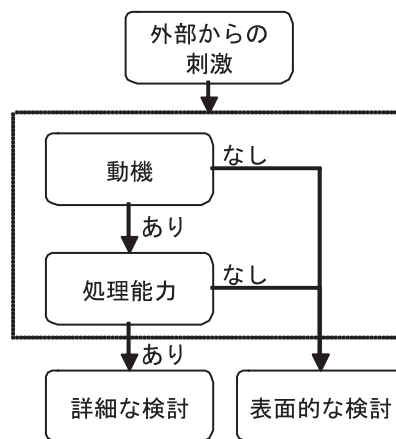 外部からの
刺激
動機
なし
あり
処理能力
なし
あり
詳細な検討
表面的な検討